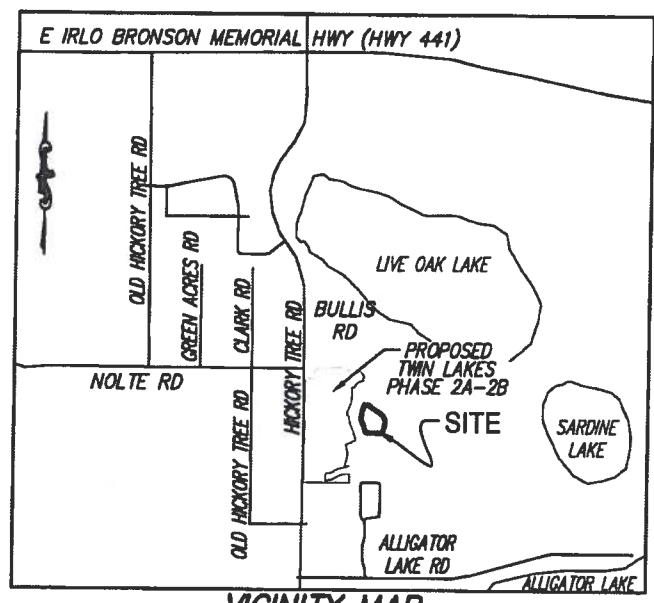 E IRLO BRONSON MEMORIAL HWY (HWY 441)
OLD HICKORY TREE RD
GREEN ACRES RD
CLARK RD
HICKORY TREE RD
LIVE OAK LAKE
BULLIS
RD
NOLTE RD
PROPOSED
TWIN LAKES
PHASE 2A-2B
SITE
SARDINE
LAKE
OLD HICKORY TREE RD
ALLIGATOR
LAKE RD
ALLIGATOR LAKE
VICINITY MAP